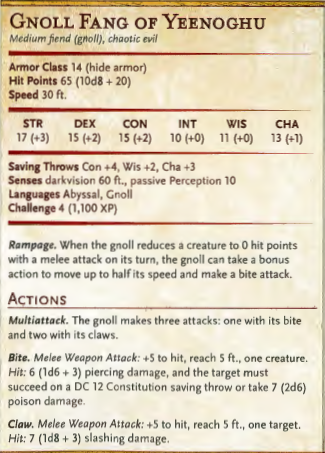 GNOLL FANG OF YEENOGHU
Medium fiend (gnoll), chaotic evil
Armor Class 14 (hide armor)
Hit Points 65 (10d8 + 20)
Speed 30 ft.
STR DEX CON INT WIS CHA
17 (+3) 15 (+2) 15 (+2) 10 (+0) 11 (+0) 13 (+1)
Saving Throws Con +4, Wis +2, Cha +3
Senses darkvision 60 ft., passive Perception 10
Languages Abyssal, Gnoll
Challenge 4 (1,100 XP)
Rampage. When the gnoll reduces a creature to 0 hit points
with a melee attack on its turn, the gnoll can take a bonus
action to move up to half its speed and make a bite attack.
ACTIONS
Multiattack. The gnoll makes three attacks: one with its bite
and two with its claws.
Bite. Melee Weapon Attack: +5 to hit, reach 5 ft., one creature.
Hit: 6 (1d6 + 3) piercing damage, and the target must
succeed on a DC 12 Constitution saving throw or take 7 (2d6)
poison damage.
Claw. Melee Weapon Attack: +5 to hit, reach 5 ft., one target.
Hit: 7 (1d8 + 3) slashing damage.